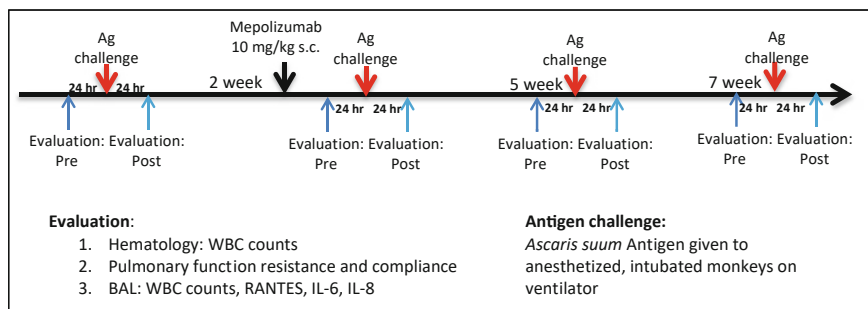 Mepolizumab
10 mg/kg s.c.
Ag
challenge
Ag
challenge
Ag
challenge
Ag
challenge
24 hr 24 hr
2 week
24 hr 24 hr
5 week
24 hr 24 hr
7 week
24 hr 24 hr
Evaluation: Evaluation:
Pre Post
Evaluation: Evaluation:
Pre Post
Evaluation: Evaluation:
Pre Post
Evaluation: Evaluation:
Pre Post
Evaluation:
1. Hematology: WBC counts
2. Pulmonary function resistance and compliance
3. BAL: WBC counts, RANTES, IL-6, IL-8
Antigen challenge:
Ascaris suum Antigen given to
anesthetized, intubated monkeys on
ventilator